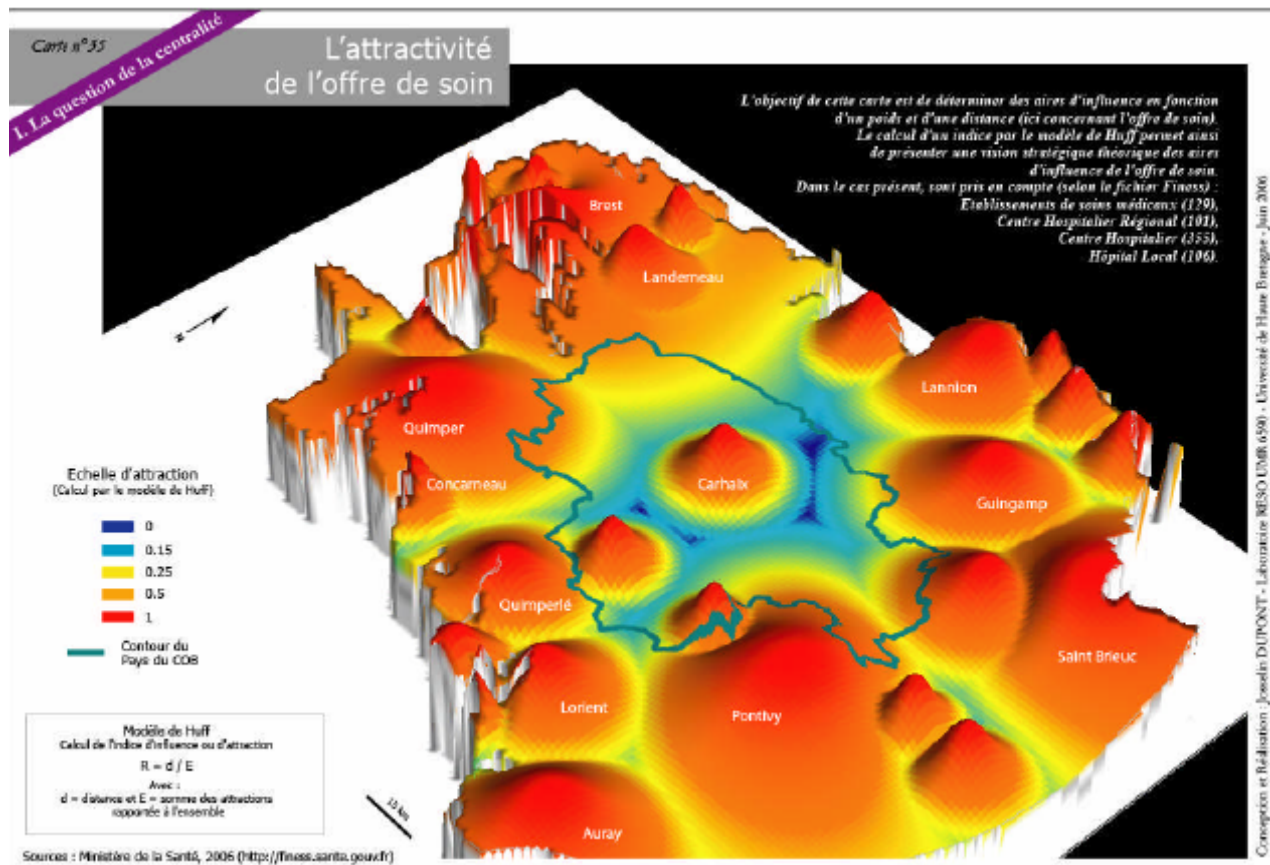 Carte n°35
I. La question de la centralité
L'attractivité
de l'offre de soin
L'objectif de cette carte est de déterminer des aires d'influence en fonction
d'un poids et d'une distance (ici concernant l'offre de soin).
Le calcul d'un indice par le modèle de Huff permet ainsi
de présenter une vision stratégique théorique des aires
d'influence de l'offre de soin.
Dans le cas présent, sont pris en compte (selon le fichier Finess) :
Etablissements de soins médicaux (129),
Centre Hospitalier Régional (101),
Centre Hospitalier (355),
Hôpital Local (106).
Brest
Landerneau
Lannion
Quimper
Concarneau
Carhaix
Guingamp
Quimperlé
Saint Brieuc
Lorient
Pontivy
Auray
N
Echelle d'attraction
(Calcul par le modèle de Huff)
0
0.15
0.25
0.5
1
Contour du
Pays du COB
Modèle de Huff
Calcul de l'indice d'influence ou d'attraction
R = d / E
Avec :
d = distance et E = somme des attractions
rapportée à l'ensemble
15 km
Sources : Ministère de la Santé, 2006 (http://finess.sante.gouv.fr)
Conception et Réalisation : Josselin DUPONT - Laboratoire RESO UMR 6590 - Université de Haute Bretagne - Juin 2006